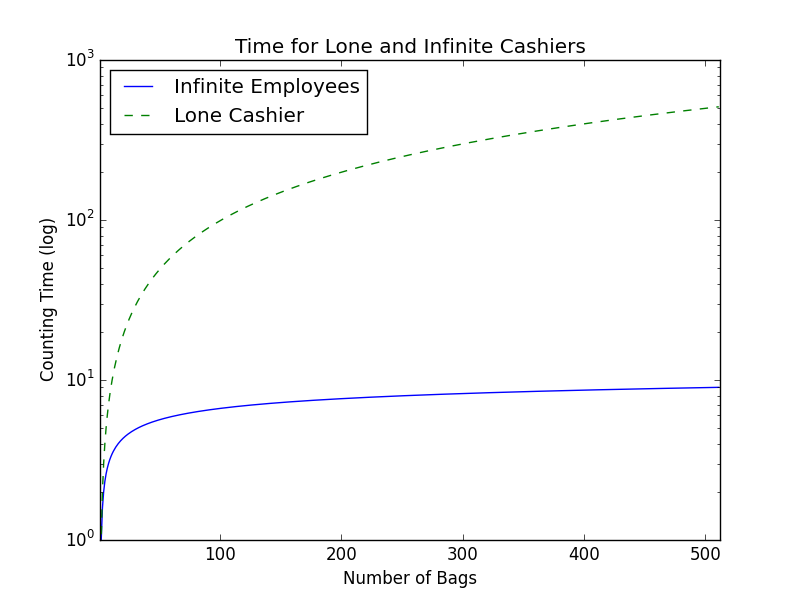 Time for Lone and Infinite Cashiers
Infinite Employees
Lone Cashier
Counting Time (log)
10³
10²
10¹
10⁰
100 200 300 400 500
Number of Bags